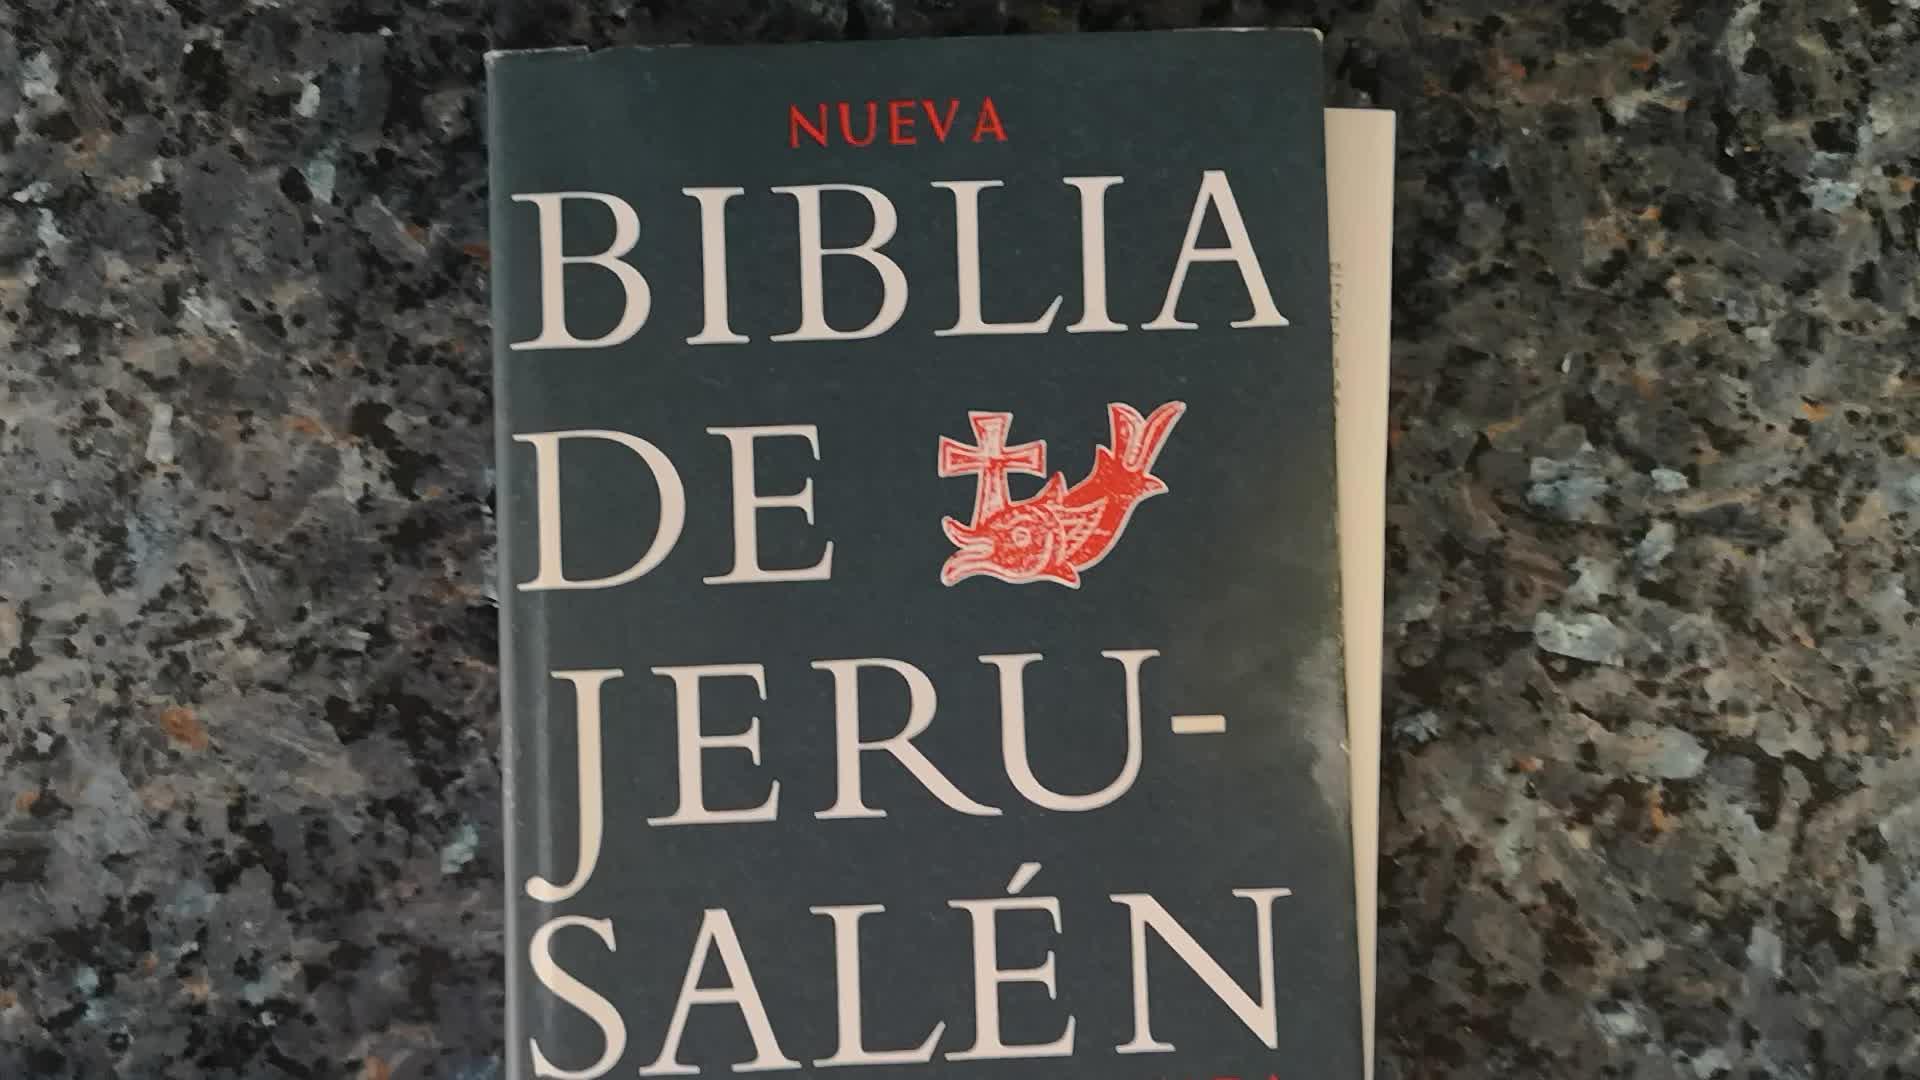 NUEVA
BIBLIA
DE
JERU-
SALÉN